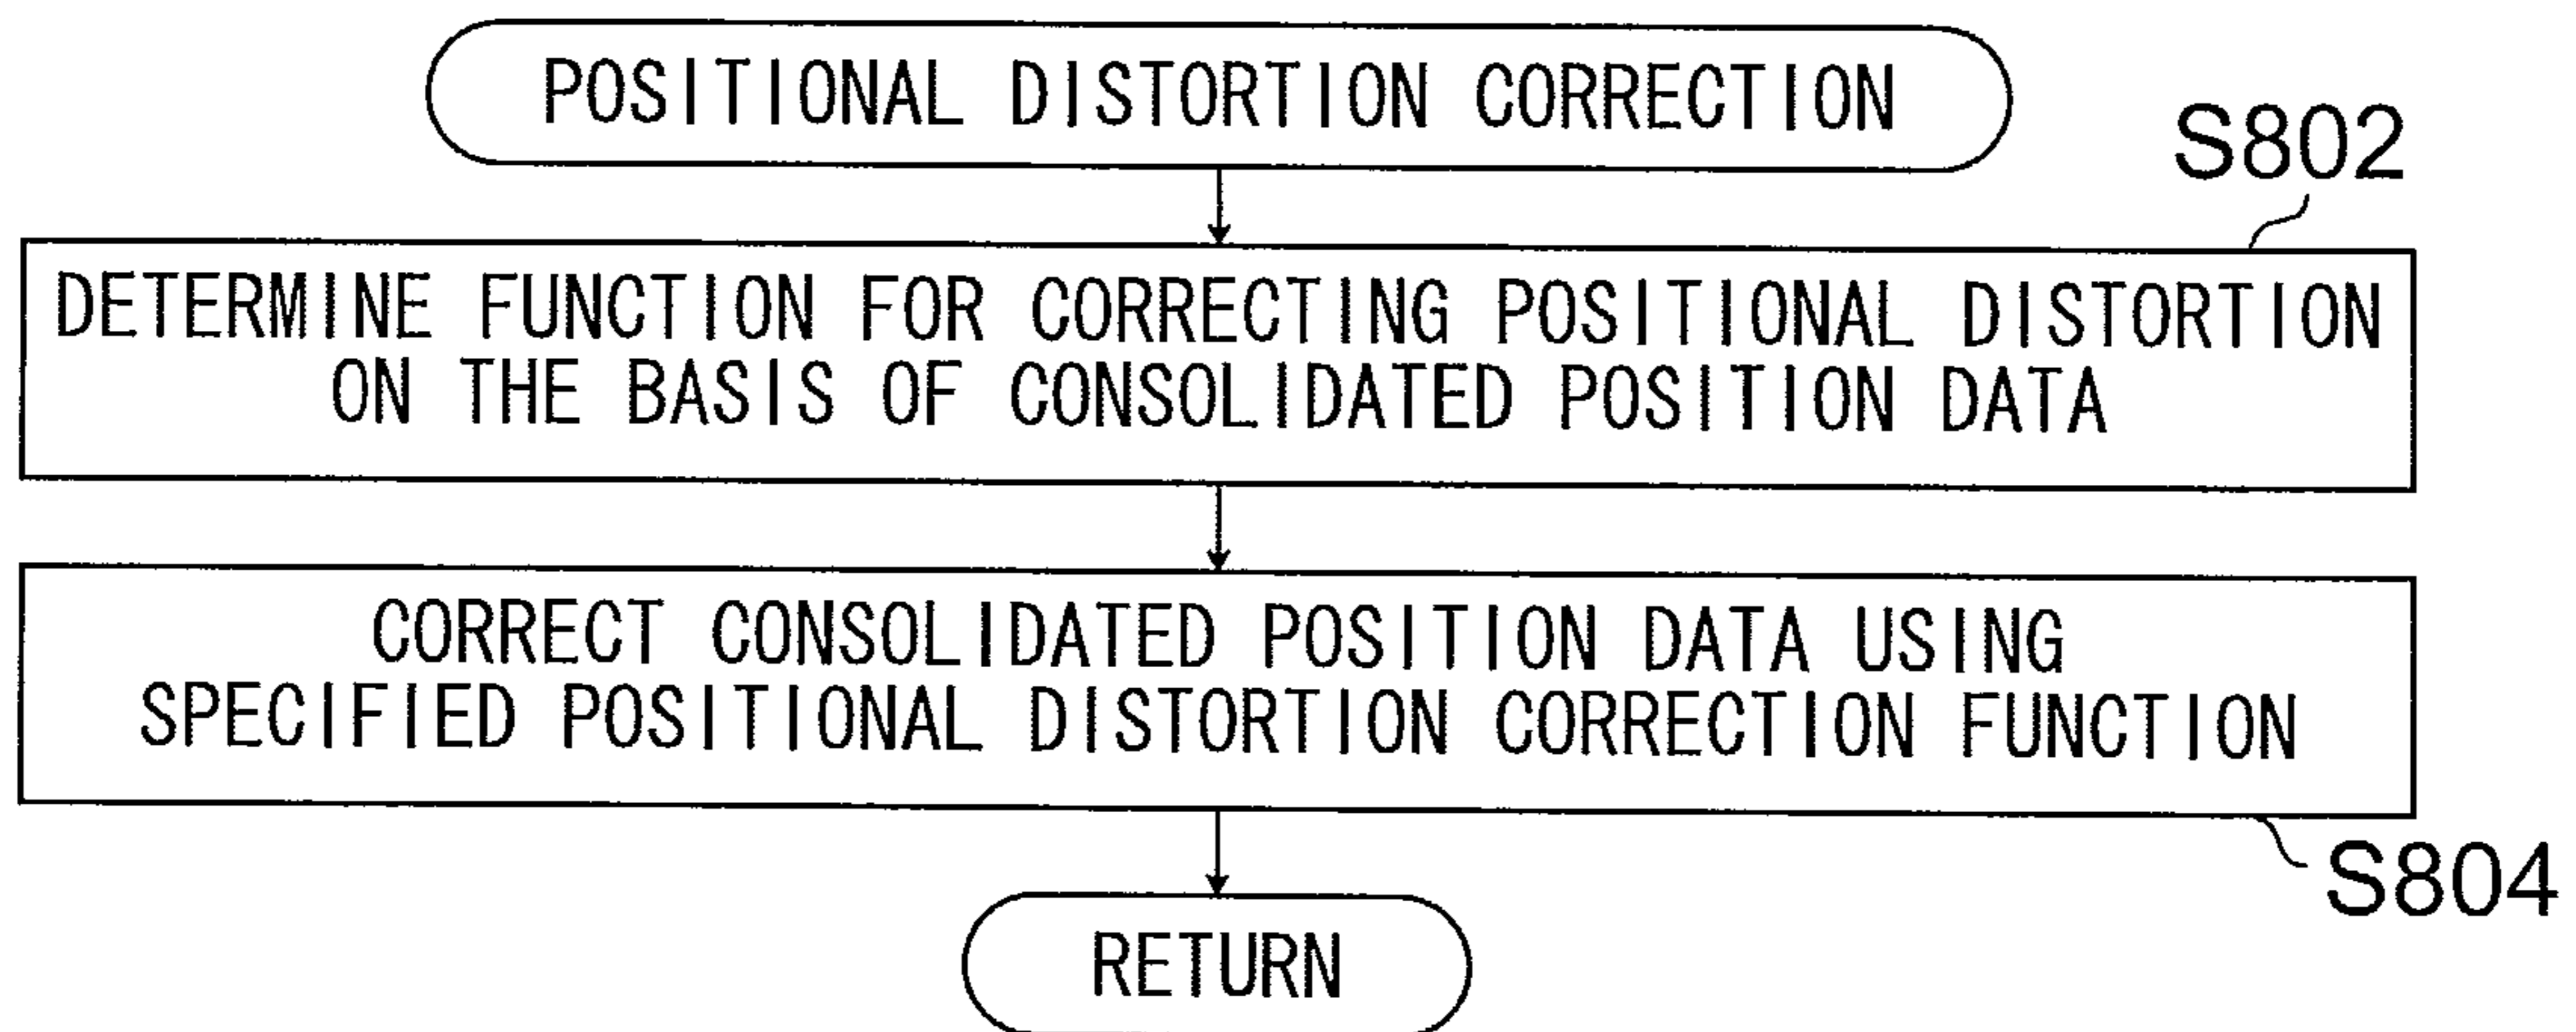 POSITIONAL DISTORTION CORRECTION
S802
DETERMINE FUNCTION FOR CORRECTING POSITIONAL DISTORTION
ON THE BASIS OF CONSOLIDATED POSITION DATA
CORRECT CONSOLIDATED POSITION DATA USING
SPECIFIED POSITIONAL DISTORTION CORRECTION FUNCTION
S804
RETURN